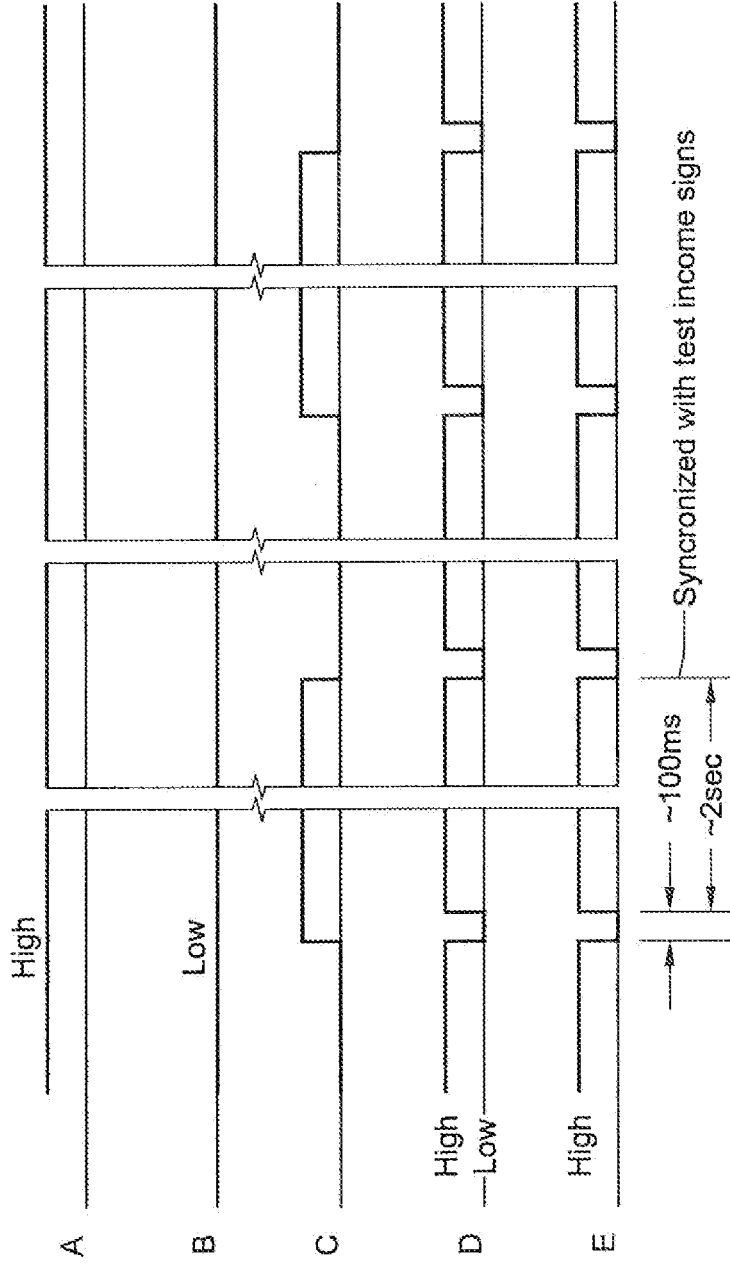 A
High
B
Low
C
D
High
Low
E
High
~100ms
~2sec
Syncronized with test income signs